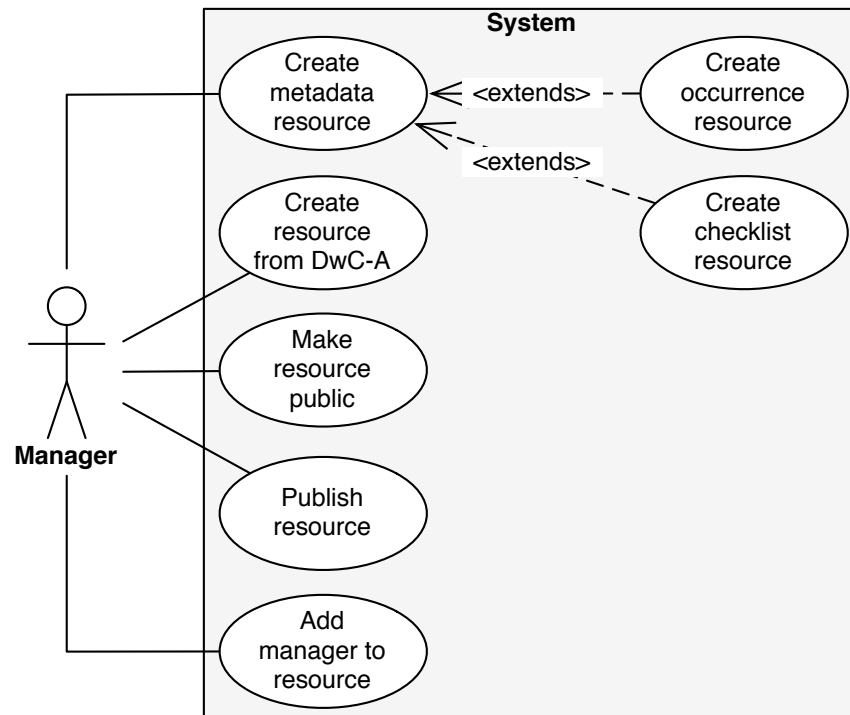 System
Create
metadata
resource
<extends>
Create
occurrence
resource
<extends>
Create
resource
from DwC-A
Create
checklist
resource
Make
resource
public
Manager
Publish
resource
Add
manager to
resource